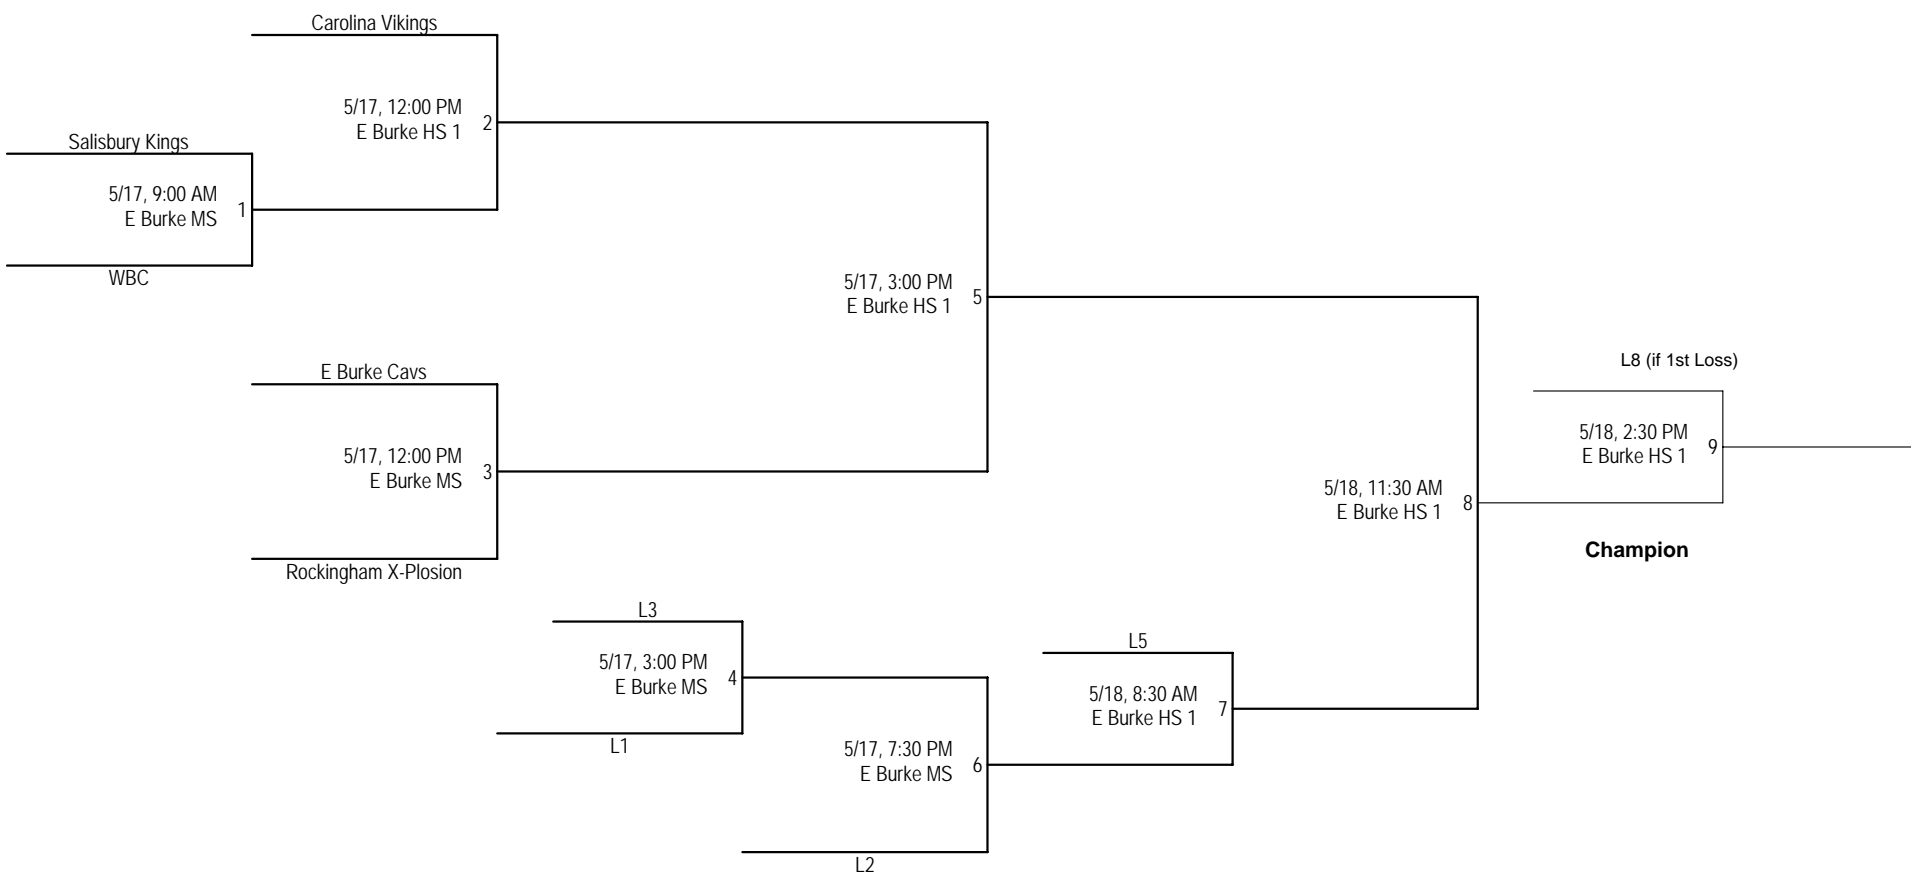 Carolina Vikings
5/17, 12:00 PM
E Burke HS 1
2
Salisbury Kings
5/17, 9:00 AM
E Burke MS
1
WBC
5/17, 3:00 PM
E Burke HS 1
5
E Burke Cavs
5/17, 12:00 PM
E Burke MS
3
Rockingham X-Plosion
L8 (if 1st Loss)
5/18, 2:30 PM
E Burke HS 1
9
5/18, 11:30 AM
E Burke HS 1
8
Champion
L3
5/17, 3:00 PM
E Burke MS
4
L1
L5
5/18, 8:30 AM
E Burke HS 1
7
5/17, 7:30 PM
E Burke MS
6
L2